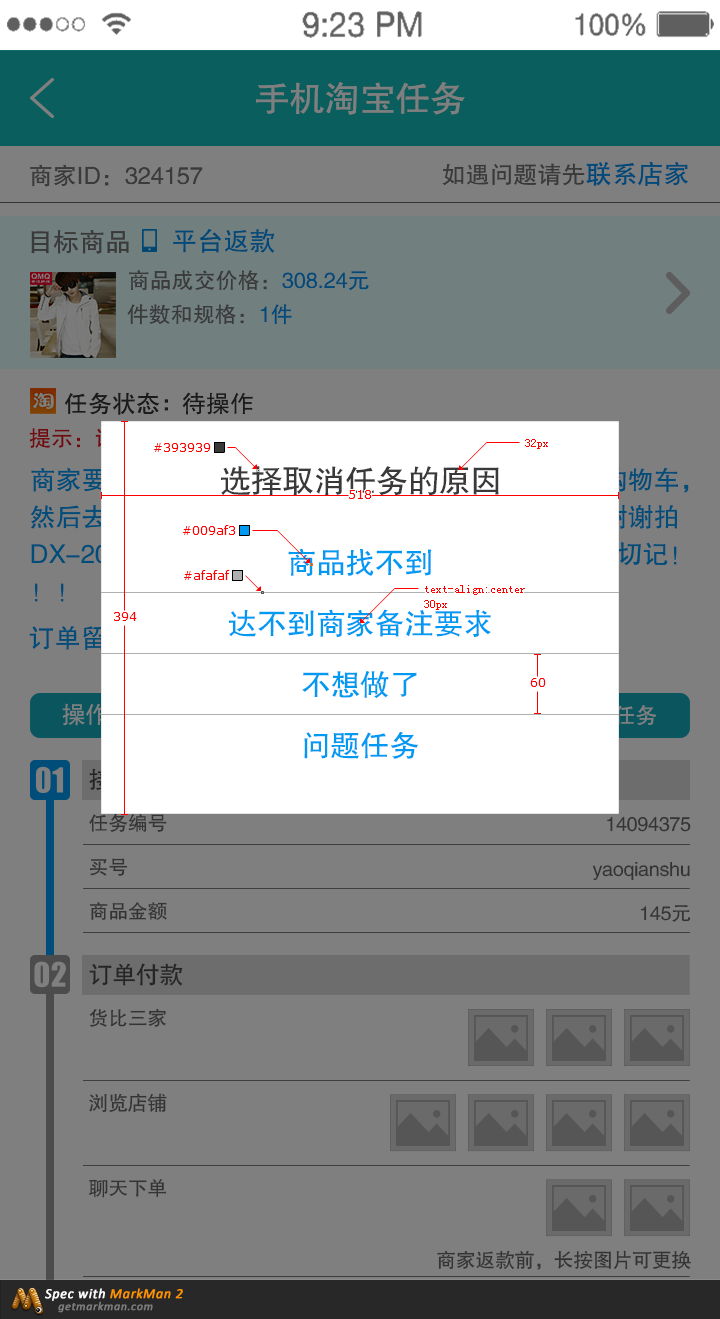 9:23 PM 100%
手机淘宝任务
商家ID：324157 如遇问题请先联系店家
目标商品 平台返款
QMQ
商品成交价格：308.24元
件数和规格：1件
淘 任务状态：待操作
提示：
商家要 购物车，
然后去 谢谢拍
DX-20 切记！
！！
订单留
操作 任务
#393939
32px
选择取消任务的原因
518
#009af3
商品找不到
#afafaf
text-align:center
30px
达不到商家备注要求
394
不想做了
60
问题任务
01
任务编号 14094375
买号 yaoqianshu
商品金额 145元
02 订单付款
货比三家
浏览店铺
聊天下单
商家返款前，长按图片可更换
Spec with MarkMan 2
getmarkman.com